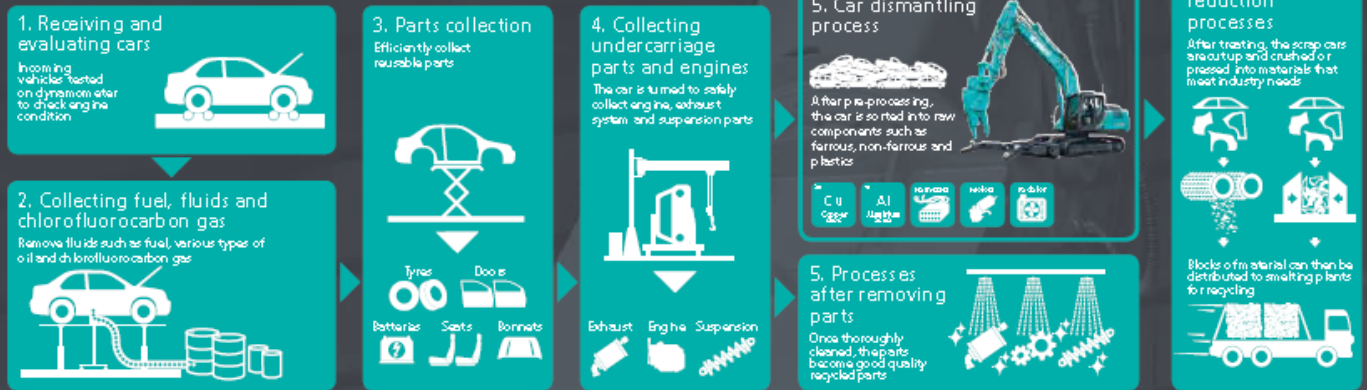 1. Receiving and
evaluating cars
Incoming
vehicles tested
on dynamometer
to check engine
condition
2. Collecting fuel, fluids and
chlorofluorocarbon gas
Remove fluids such as fuel, various types of
oil and chlorofluorocarbon gas
3. Parts collection
Efficiently collect
reusable parts
Tyres Doors
Batteries Seats Bonnets
4. Collecting
undercarriage
parts and engines
The car is turned to safely
collect engine, exhaust
system and suspension parts
Exhaust Engine Suspension
5. Car dismantling
process
After pre-processing,
the car is sorted into raw
components such as
ferrous, non-ferrous and
plastics
Cu Al
Copper Radiator
5. Processes
after removing
parts
Once thoroughly
cleaned, the parts
become good quality
recycled parts
reduction
processes
After treating, the scrap cars
are cut up and crushed or
pressed into materials that
meet industry needs
Blocks of material can then be
distributed to smelting plants
for recycling